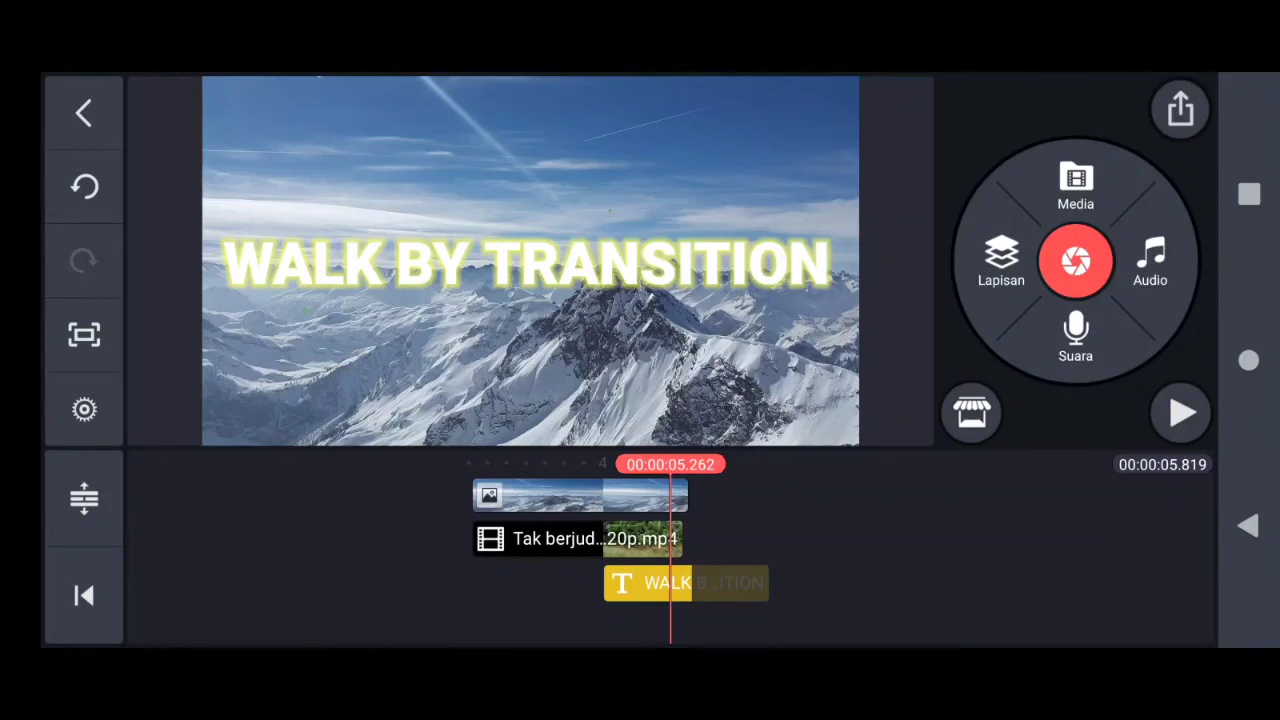 WALK BY TRANSITION
Media
Lapisan
Audio
Suara
4
00:00:05.262
00:00:05.819
Tak berjud...20p.mp4
WALK B...ITION